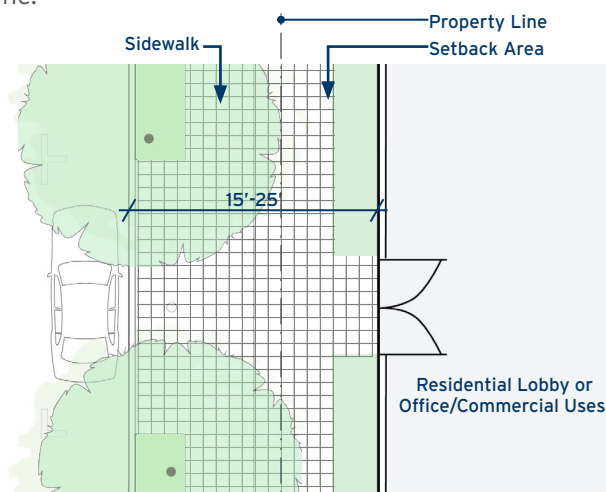 Property Line
Sidewalk
Setback Area
15'-25'
Residential Lobby or
Office/Commercial Uses